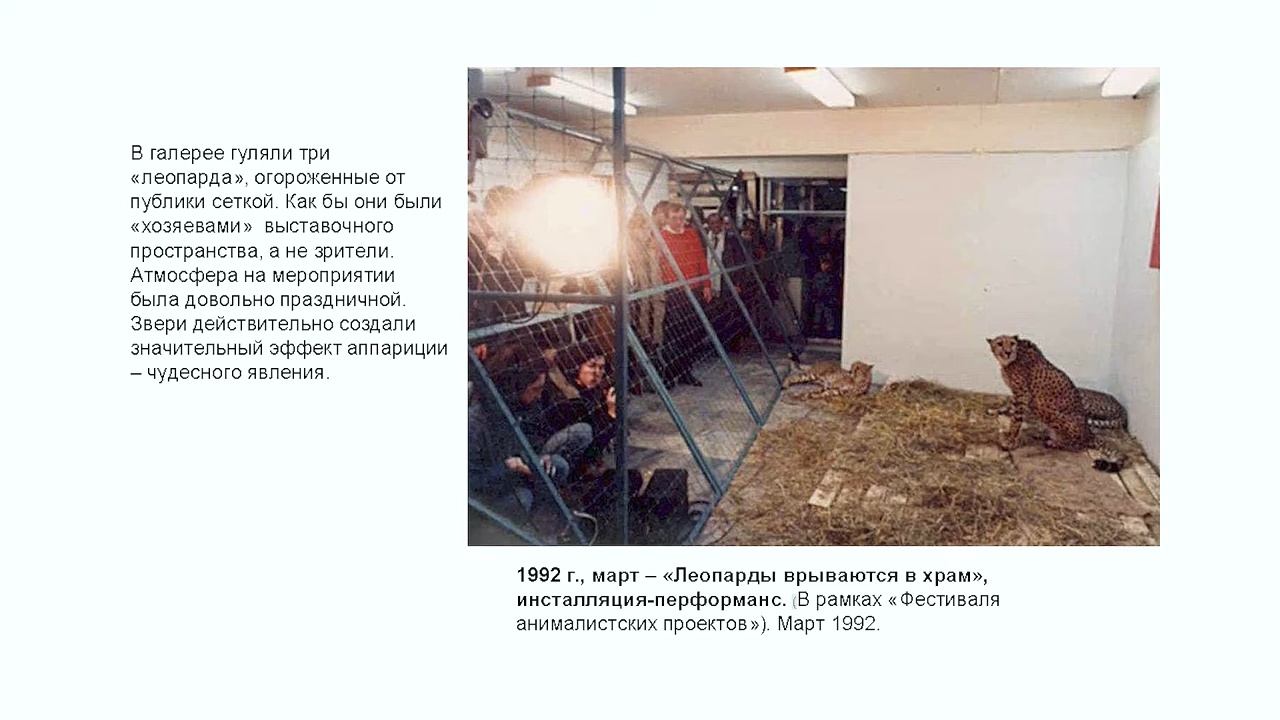 В галерее гуляли три
«леопарда», огороженные от
публики сеткой. Как бы они были
«хозяевами» выставочного
пространства, а не зрители.
Атмосфера на мероприятии
была довольно праздничной.
Звери действительно создали
значительный эффект аппариции
– чудесного явления.
1992 г., март – «Леопарды врываются в храм»,
инсталляция-перформанс. (В рамках «Фестиваля
анималистских проектов»). Март 1992.